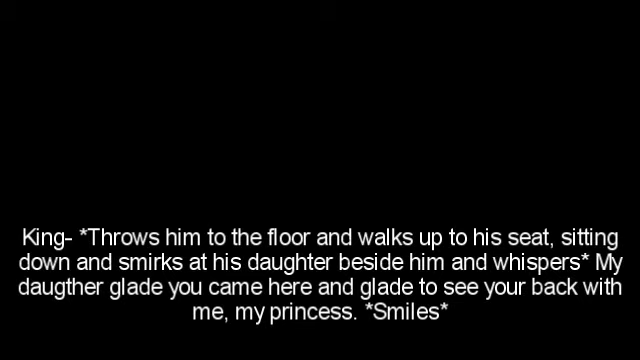 King- *Throws him to the floor and walks up to his seat, sitting
down and smirks at his daughter beside him and whispers* My
daugther glade you came here and glade to see your back with
me, my princess. *Smiles*